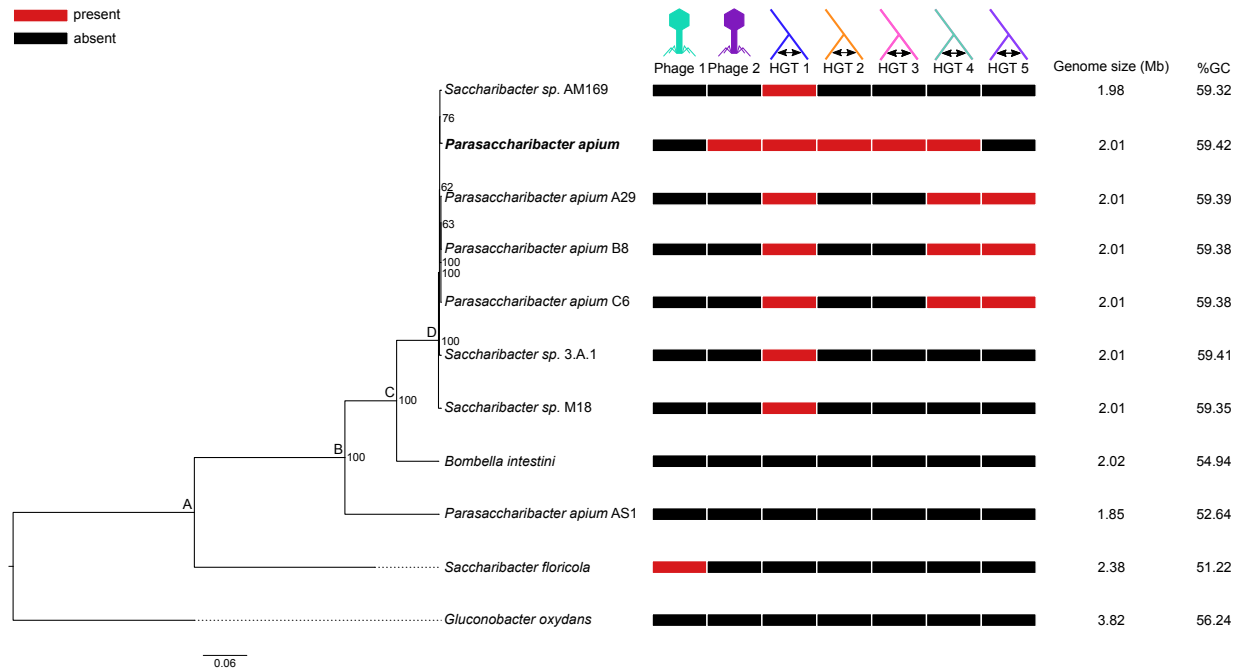 present
absent
Phage 1 Phage 2 HGT 1 HGT 2 HGT 3 HGT 4 HGT 5 Genome size (Mb) %GC
Saccharibacter sp. AM169 1.98 59.32
76
Parasaccharibacter apium 2.01 59.42
62
Parasaccharibacter apium A29 2.01 59.39
63
Parasaccharibacter apium B8 2.01 59.38
100
100
Parasaccharibacter apium C6 2.01 59.38
D
100
Saccharibacter sp. 3.A.1 2.01 59.41
C
100
Saccharibacter sp. M18 2.01 59.35
B
100
Bombella intestini 2.02 54.94
A
Parasaccharibacter apium AS1 1.85 52.64
Saccharibacter floricola 2.38 51.22
Gluconobacter oxydans 3.82 56.24
0.06